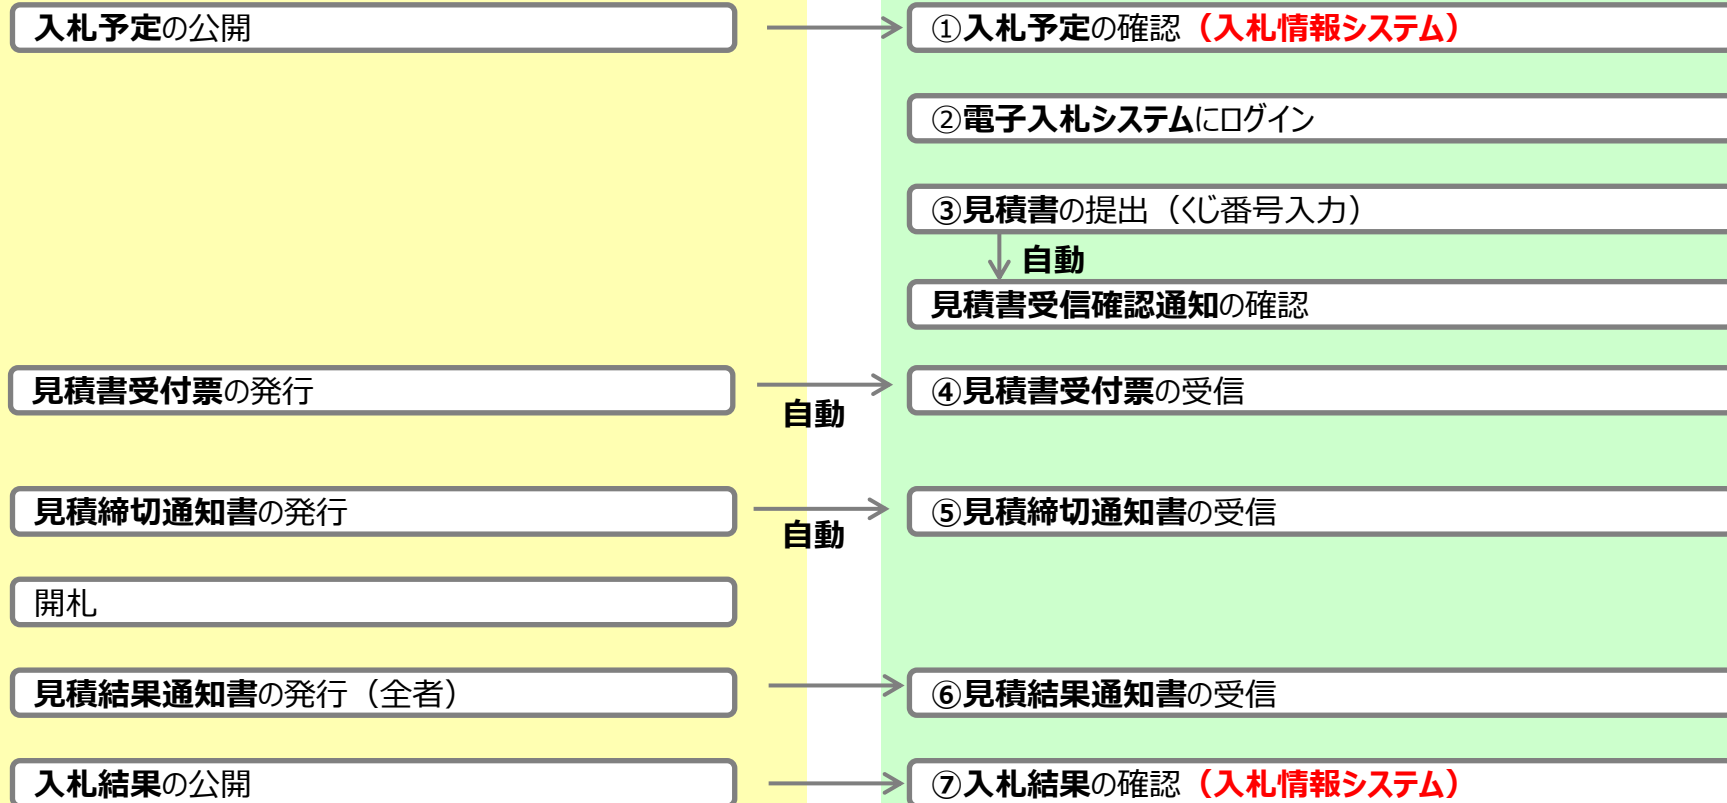 入札予定の公開
①入札予定の確認（入札情報システム）
②電子入札システムにログイン
③見積書の提出（くじ番号入力）
自動
見積書受信確認通知の確認
見積書受付票の発行
自動
④見積書受付票の受信
見積締切通知書の発行
自動
⑤見積締切通知書の受信
開札
見積結果通知書の発行（全者）
⑥見積結果通知書の受信
入札結果の公開
⑦入札結果の確認（入札情報システム）